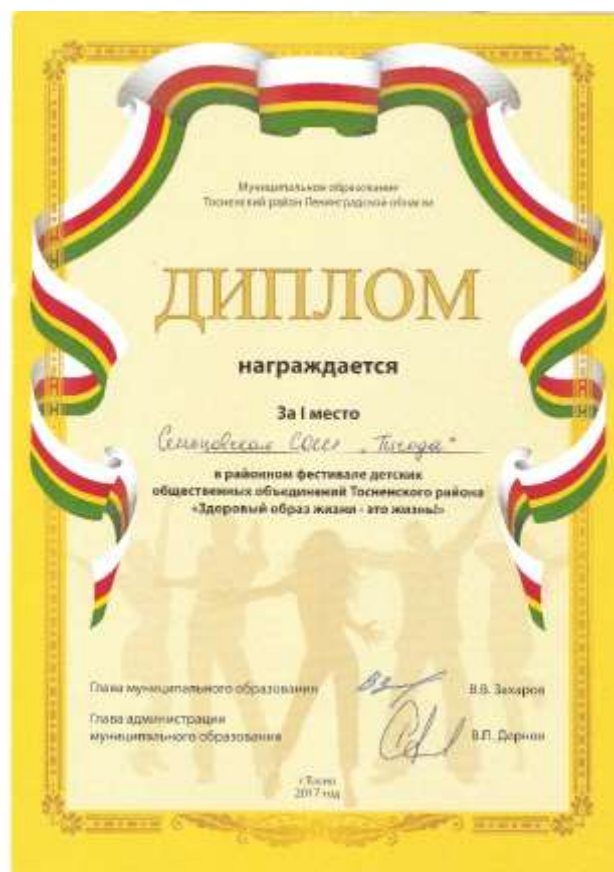 Муниципальное образование
Тосненский район Ленинградской области
ДИПЛОМ
награждается
За I место
СОШ
в районном фестивале детских
общественных объединений Тосненского района
«Здоровый образ жизни - это жизнь!»
Глава муниципального образования В.В. Захаров
Глава администрации
муниципального образования В.П. Дернов
г.Тосно
2017 год